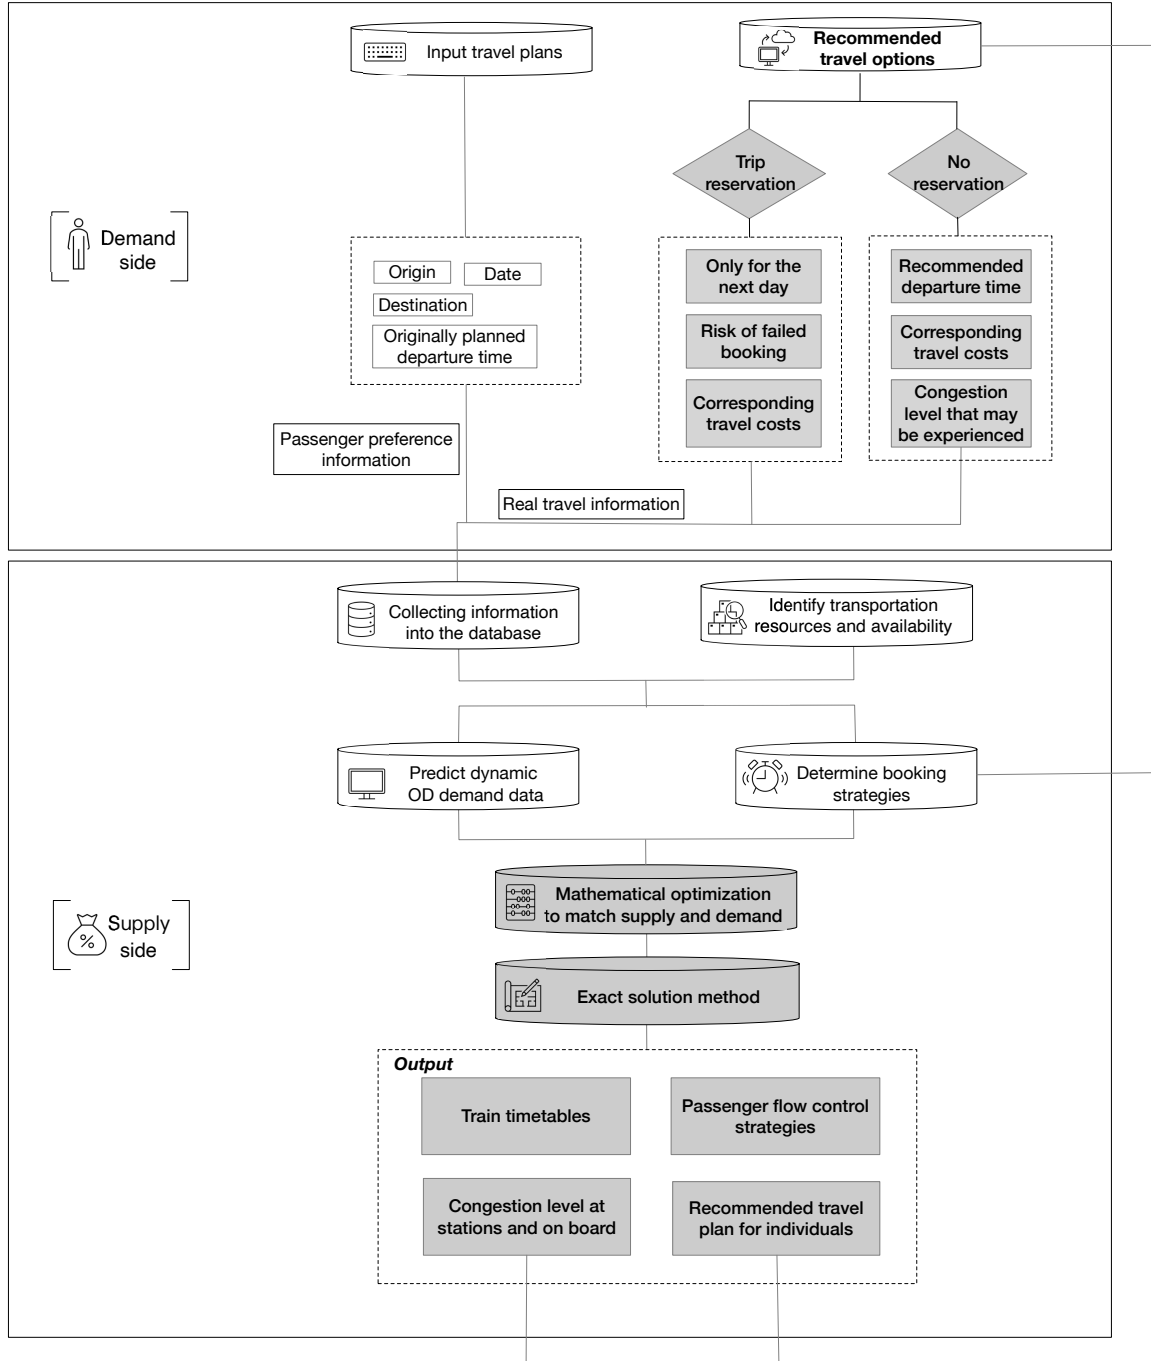 Input travel plans
Recommended
travel options
Trip
reservation
No
reservation
Demand
side
Origin
Date
Destination
Originally planned
departure time
Only for the
next day
Risk of failed
booking
Corresponding
travel costs
Recommended
departure time
Corresponding
travel costs
Congestion
level that may
be experienced
Passenger preference
information
Real travel information
Collecting information
into the database
Identify transportation
resources and availability
Predict dynamic
OD demand data
Determine booking
strategies
Mathematical optimization
to match supply and demand
Supply
side
%
Exact solution method
Output
Train timetables
Passenger flow control
strategies
Congestion level at
stations and on board
Recommended travel
plan for individuals